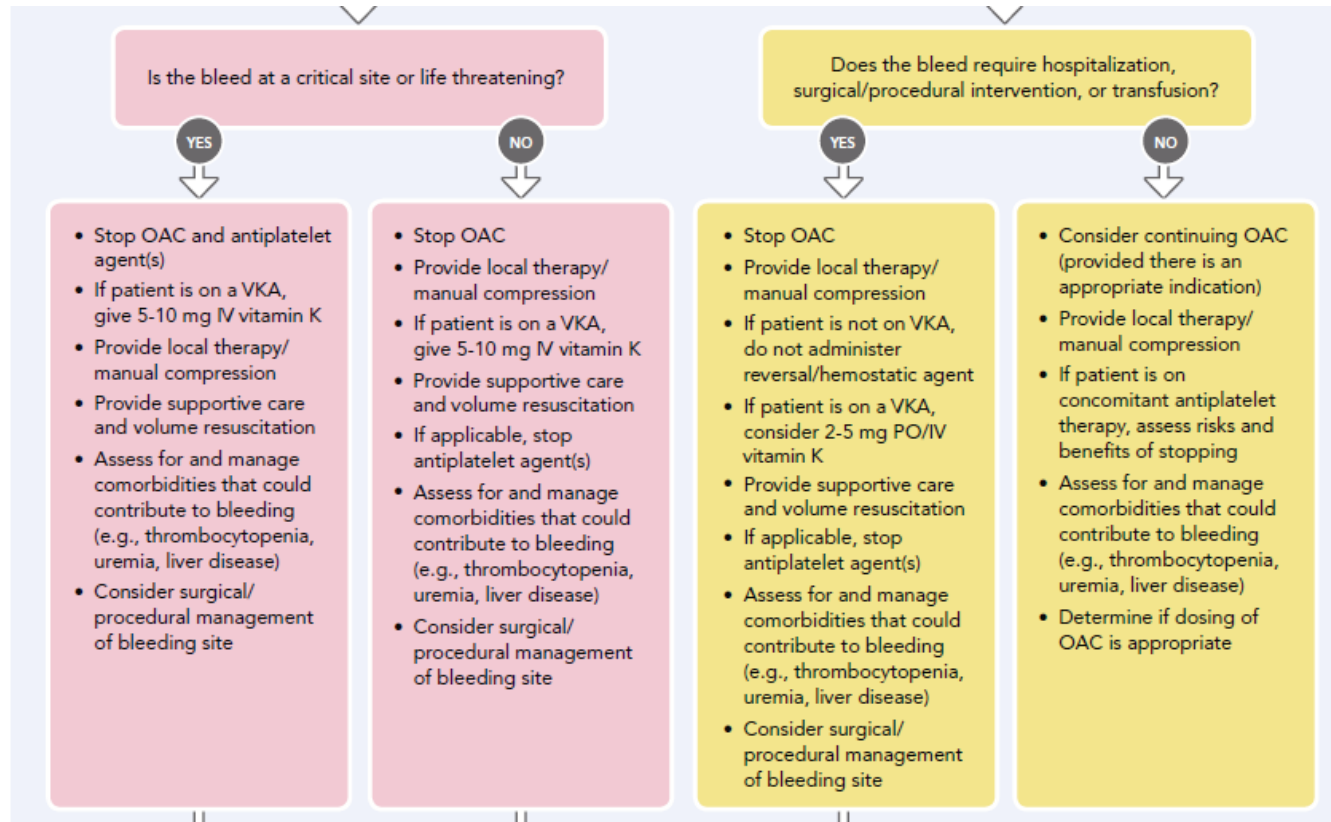 Is the bleed at a critical site or life threatening?
YES
NO
• Stop OAC and antiplatelet
agent(s)
• If patient is on a VKA,
give 5-10 mg IV vitamin K
• Provide local therapy/
manual compression
• Provide supportive care
and volume resuscitation
• Assess for and manage
comorbidities that could
contribute to bleeding
(e.g., thrombocytopenia,
uremia, liver disease)
• Consider surgical/
procedural management
of bleeding site
• Stop OAC
• Provide local therapy/
manual compression
• If patient is on a VKA,
give 5-10 mg IV vitamin K
• Provide supportive care
and volume resuscitation
• If applicable, stop
antiplatelet agent(s)
• Assess for and manage
comorbidities that could
contribute to bleeding
(e.g., thrombocytopenia,
uremia, liver disease)
• Consider surgical/
procedural management
of bleeding site
Does the bleed require hospitalization,
surgical/procedural intervention, or transfusion?
YES
NO
• Stop OAC
• Provide local therapy/
manual compression
• If patient is not on VKA,
do not administer
reversal/hemostatic agent
• If patient is on a VKA,
consider 2-5 mg PO/IV
vitamin K
• Provide supportive care
and volume resuscitation
• If applicable, stop
antiplatelet agent(s)
• Assess for and manage
comorbidities that could
contribute to bleeding
(e.g., thrombocytopenia,
uremia, liver disease)
• Consider surgical/
procedural management
of bleeding site
• Consider continuing OAC
(provided there is an
appropriate indication)
• Provide local therapy/
manual compression
• If patient is on
concomitant antiplatelet
therapy, assess risks and
benefits of stopping
• Assess for and manage
comorbidities that could
contribute to bleeding
(e.g., thrombocytopenia,
uremia, liver disease)
• Determine if dosing of
OAC is appropriate